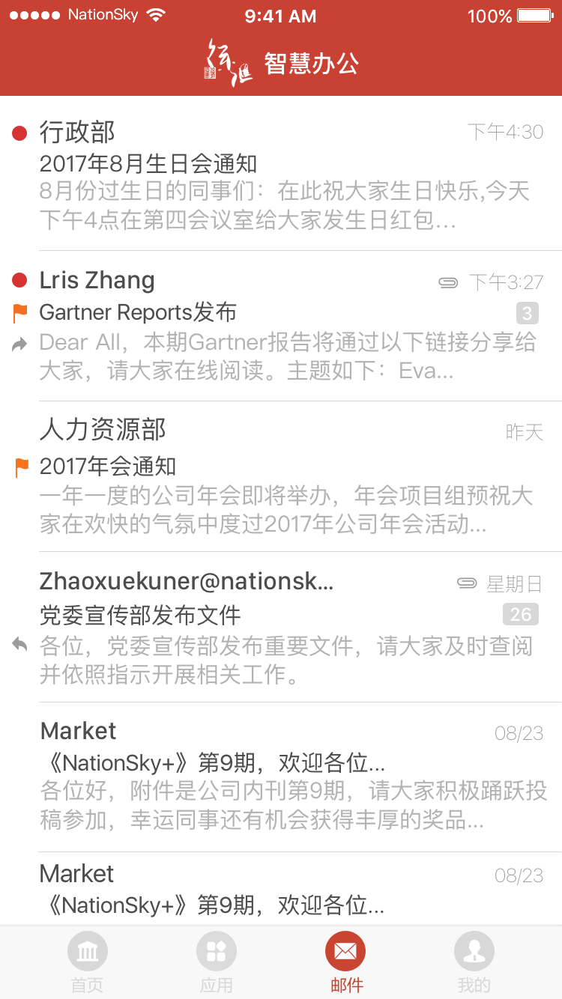 NationSky 9:41 AM 100%
徐汇 智慧办公
行政部 下午4:30
2017年8月生日会通知
8月份过生日的同事们：在此祝大家生日快乐,今天
下午4点在第四会议室给大家发生日红包...
Lris Zhang 下午3:27
Gartner Reports发布 3
Dear All，本期Gartner报告将通过以下链接分享给
大家，请大家在线阅读。主题如下：Eva...
人力资源部 昨天
2017年会通知
一年一度的公司年会即将举办，年会项目组预祝大
家在欢快的气氛中度过2017年公司年会活动...
Zhaoxuekuner@nationsk... 星期日
党委宣传部发布文件 26
各位，党委宣传部发布重要文件，请大家及时查阅
并依照指示开展相关工作。
Market 08/23
《NationSky+》第9期，欢迎各位...
各位好，附件是公司内刊第9期，请大家积极踊跃投
稿参加，幸运同事还有机会获得丰厚的奖品...
Market 08/23
《NationSky+》第9期，欢迎各位...
首页 应用 邮件 我的